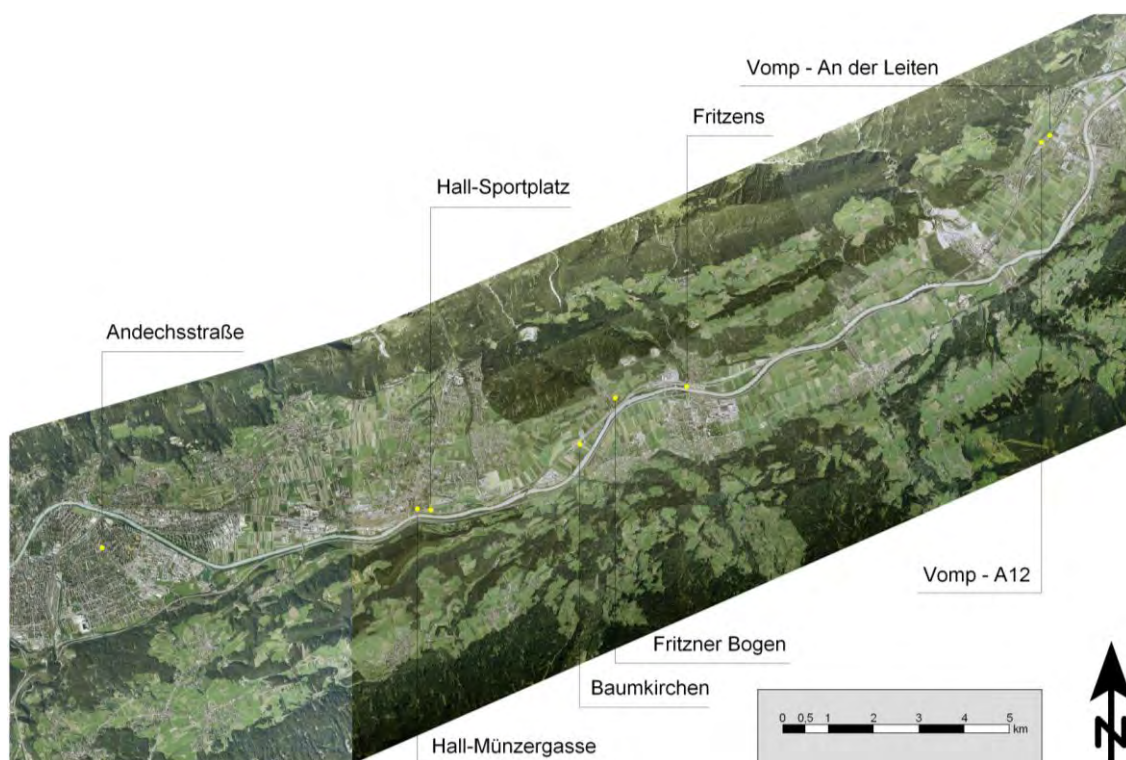 Vomp - An der Leiten
Fritzens
Hall-Sportplatz
Andechsstraße
Vomp - A12
Fritzner Bogen
Baumkirchen
Hall-Münzergasse
0 0,5 1 2 3 4 5
km
N